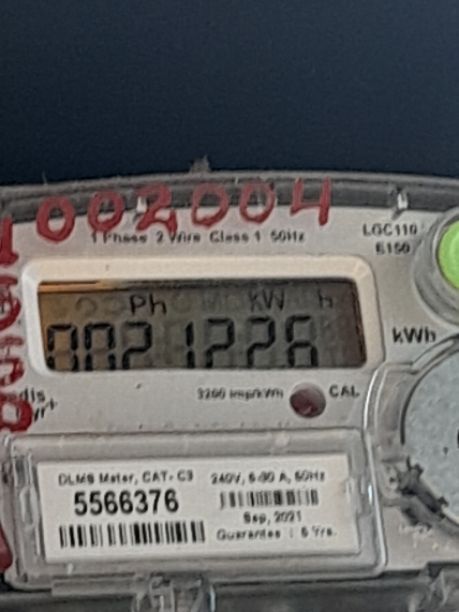 1002004
1 Phase 2 Wire Class 1 50Hz
LGC110
E150
Ph kW h
0021226
kWh
3200 imp/kWh
CAL
DLMS Meter, CAT- C3
5566376
240V, 5-30 A, 50Hz
Sep, 2021
Guarantee : 5 Yrs.